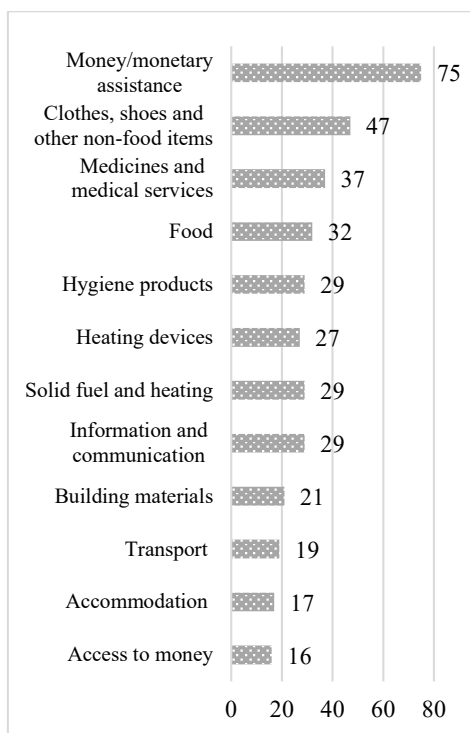 Money/monetary
assistance
75
Clothes, shoes and
other non-food items
47
Medicines and
medical services
37
Food
32
Hygiene products
29
Heating devices
27
Solid fuel and heating
29
Information and
communication
29
Building materials
21
Transport
19
Accommodation
17
Access to money
16
0 20 40 60 80